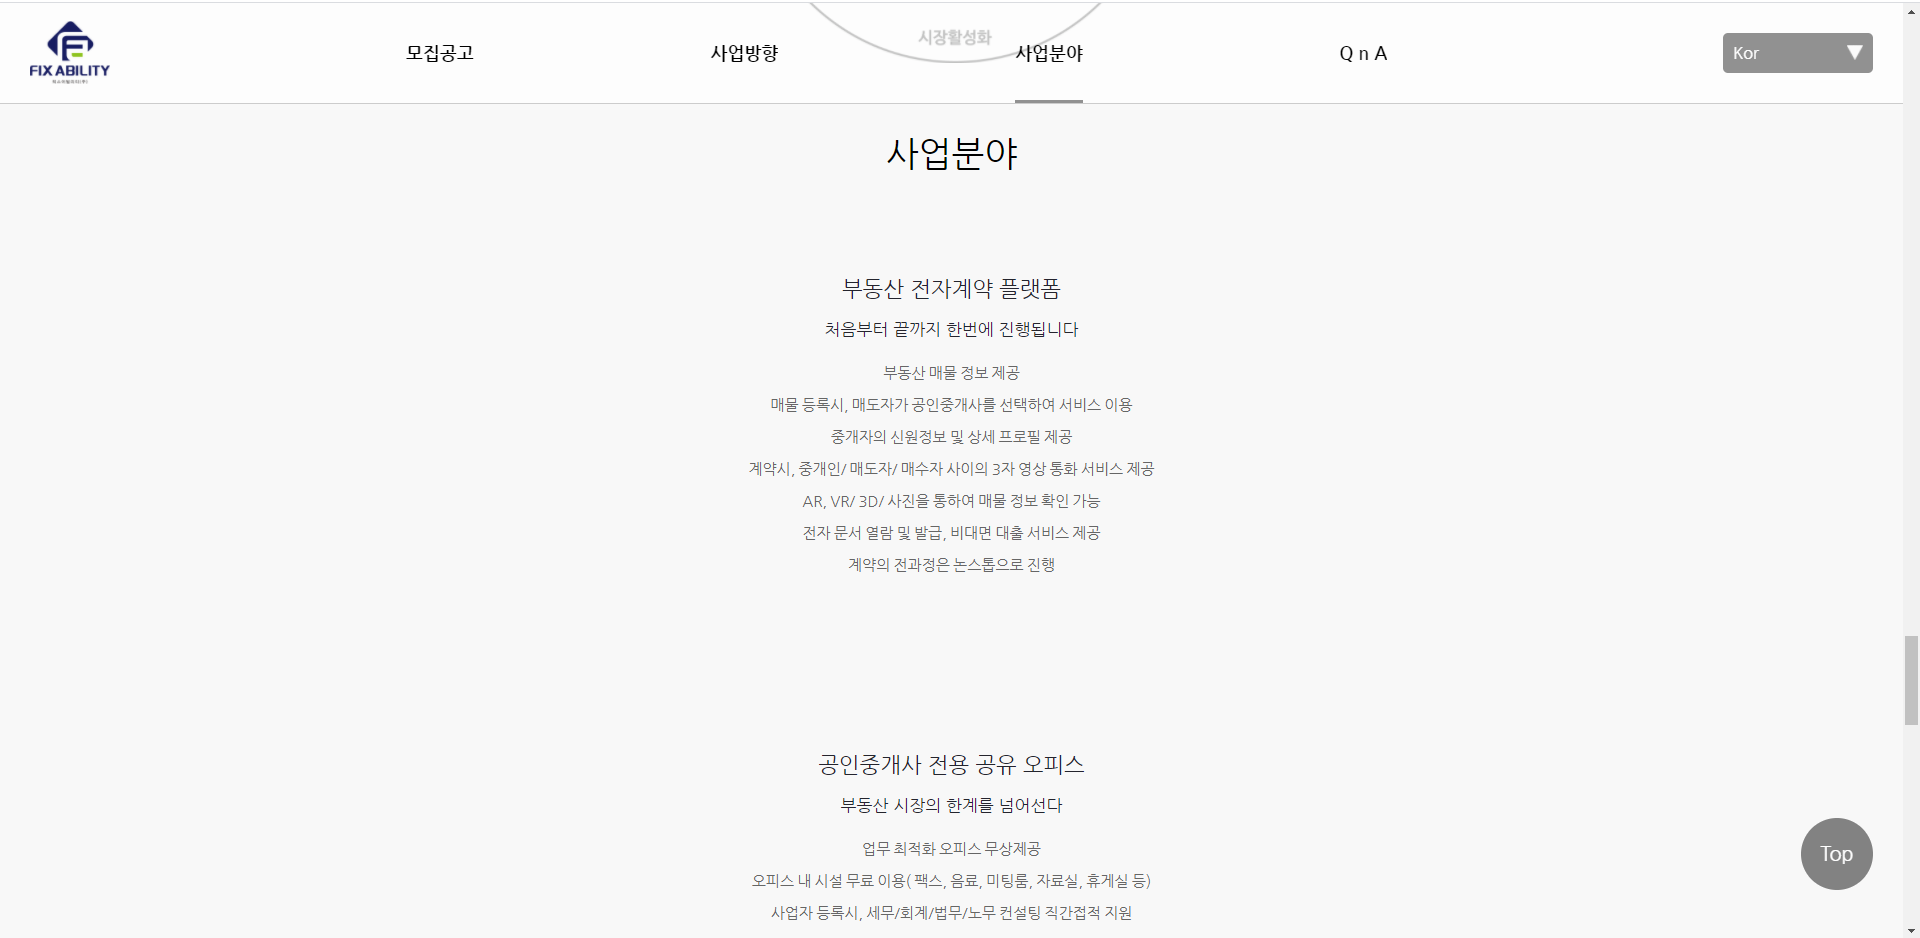 시장활성화
FIX ABILITY
모집공고
사업방향
사업분야
Q n A
Kor
사업분야
부동산 전자계약 플랫폼
처음부터 끝까지 한번에 진행됩니다
부동산 매물 정보 제공
매물 등록시, 매도자가 공인중개사를 선택하여 서비스 이용
중개자의 신원정보 및 상세 프로필 제공
계약시, 중개인/ 매도자/ 매수자 사이의 3자 영상 통화 서비스 제공
AR, VR/ 3D/ 사진을 통하여 매물 정보 확인 가능
전자 문서 열람 및 발급, 비대면 대출 서비스 제공
계약의 전과정은 논스톱으로 진행
공인중개사 전용 공유 오피스
부동산 시장의 한계를 넘어선다
업무 최적화 오피스 무상제공
오피스 내 시설 무료 이용( 팩스, 음료, 미팅룸, 자료실, 휴게실 등)
사업자 등록시, 세무/회계/법무/노무 컨설팅 직간접적 지원
Top